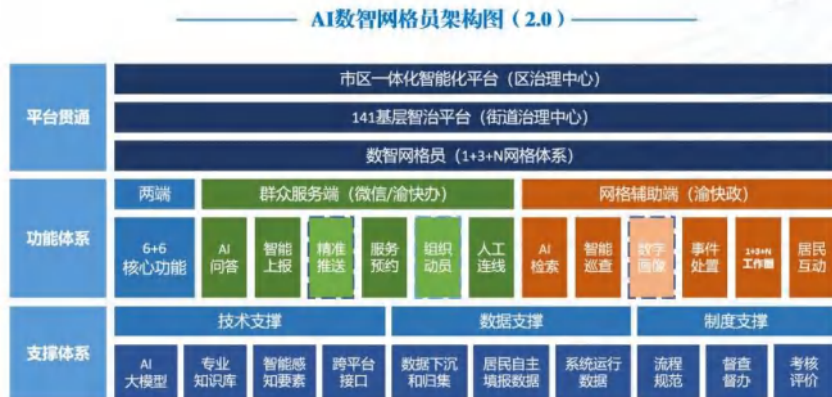 AI数智网格员架构图（2.0）
平台贯通
市区一体化智能化平台（区治理中心）
141基层智治平台（街道治理中心）
数智网格员（1+3+N网格体系）
功能体系
两端
群众服务端（微信/渝快办）
网格辅助端（渝快政）
6+6
核心功能
AI
问答
智能
上报
精准
推送
服务
预约
组织
动员
人工
连线
AI
检索
智能
巡查
数字
画像
事件
处置
1+3+N
工作圈
居民
互动
支撑体系
技术支撑
数据支撑
制度支撑
AI
大模型
专业
知识库
智能感
知要素
跨平台
接口
数据下沉
和归集
居民自主
填报数据
系统运行
数据
流程
规范
督查
督办
考核
评价